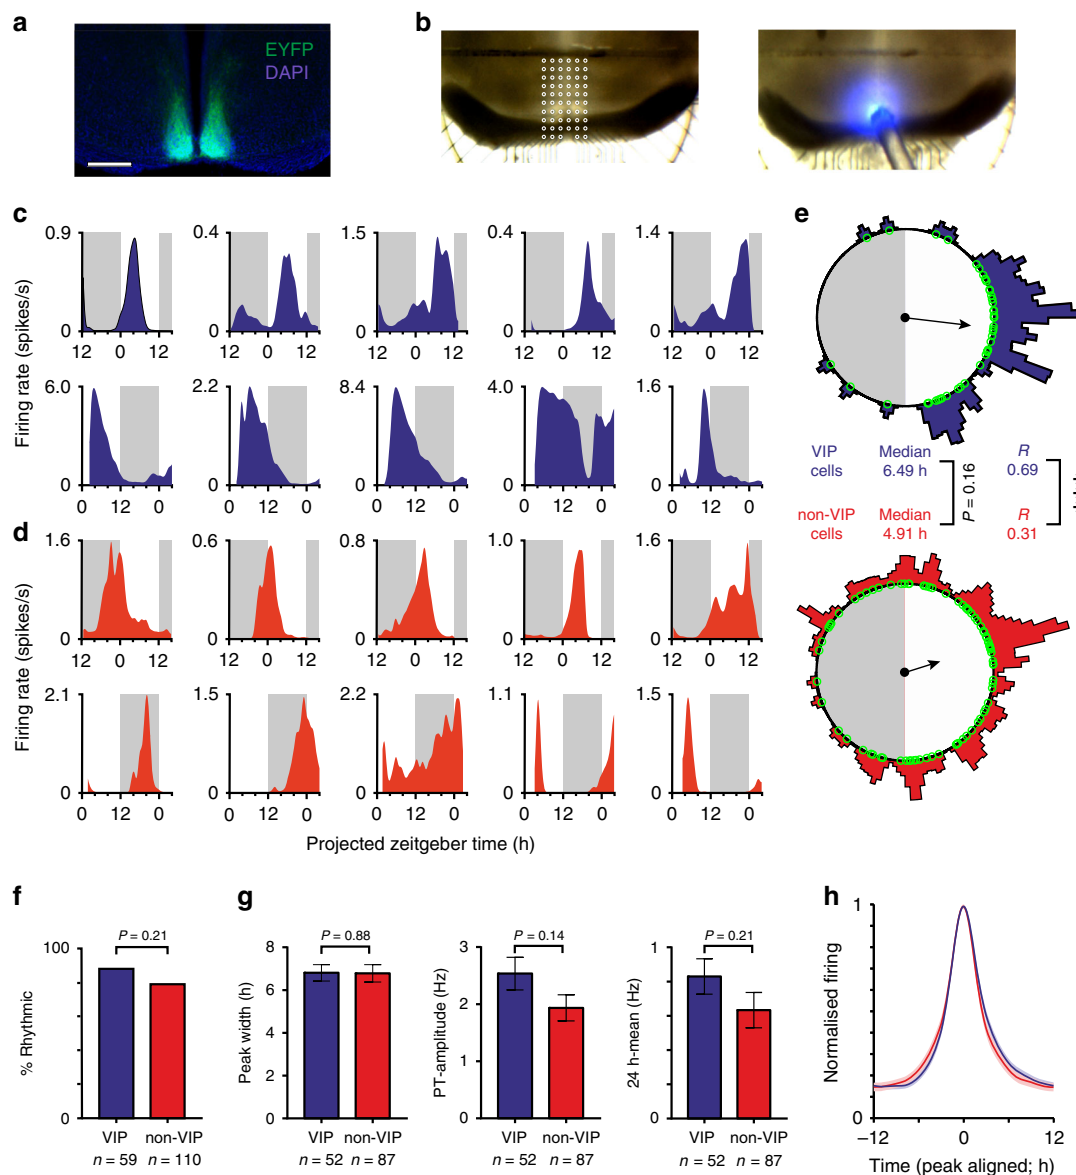 a
EYFP
DAPI
b
c
Firing rate (spikes/s)
0.9
0
12 0 12
0.4
0
12 0 12
1.5
0
12 0 12
0.4
0
12 0 12
1.4
0
12 0 12
6.0
0
0 12 0
2.2
0
0 12 0
8.4
0
0 12 0
4.0
0
0 12 0
1.6
0
0 12 0
d
Firing rate (spikes/s)
1.6
0
12 0 12
0.6
0
12 0 12
0.8
0
12 0 12
1.0
0
12 0 12
1.6
0
12 0 12
2.1
0
0 12 0
1.5
0
0 12 0
2.2
0
0 12 0
1.1
0
0 12 0
1.6
0
0 12 0
Projected zeitgeber time (h)
e
VIP Median R
cells 6.49 h 0.69
P = 0.16
non-VIP Median R
cells 4.91 h 0.31
f
% Rhythmic
100
0
P = 0.21
VIP non-VIP
n = 59 n = 110
g
Peak width (h)
8
6
4
2
0
P = 0.88
VIP non-VIP
n = 52 n = 87
PT-amplitude (Hz)
3
2
1
0
P = 0.14
VIP non-VIP
n = 52 n = 87
24 h-mean (Hz)
1
0
P = 0.21
VIP non-VIP
n = 52 n = 87
h
Normalised firing
1
0
−12 0 12
Time (peak aligned; h)